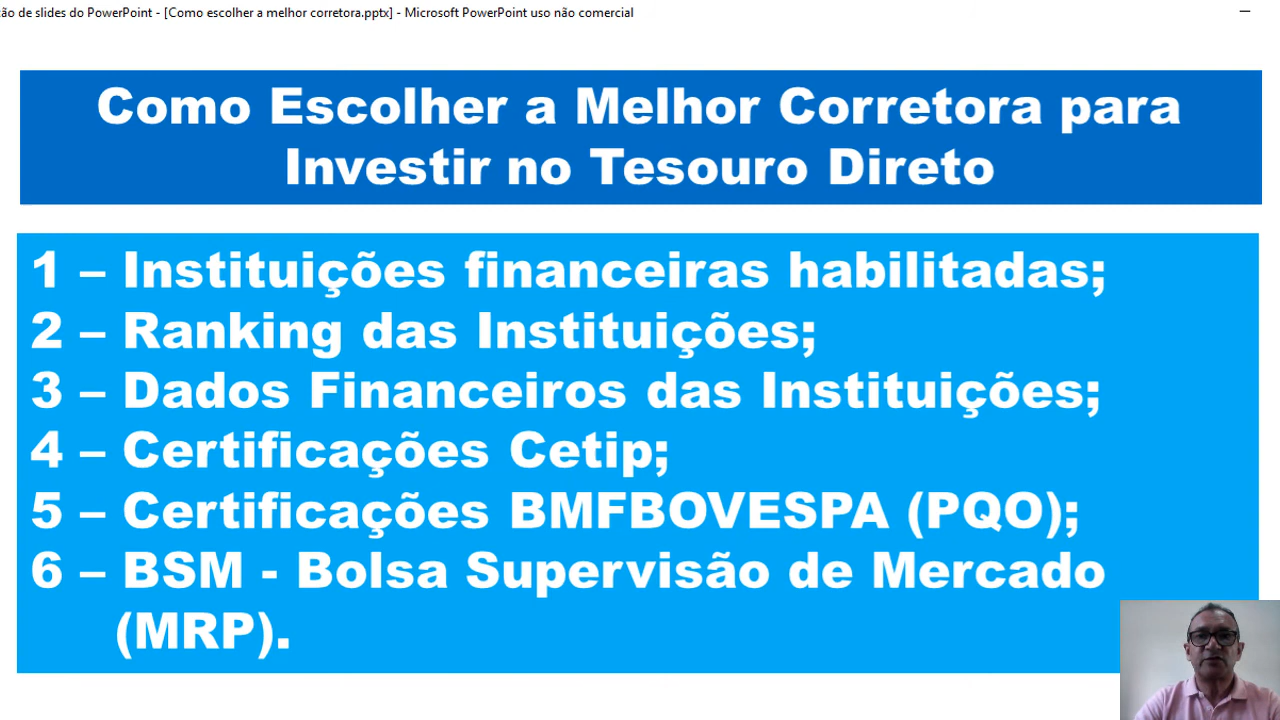 ão de slides do PowerPoint - [Como escolher a melhor corretora.pptx] - Microsoft PowerPoint uso não comercial
Como Escolher a Melhor Corretora para
Investir no Tesouro Direto
1 – Instituições financeiras habilitadas;
2 – Ranking das Instituições;
3 – Dados Financeiros das Instituições;
4 – Certificações Cetip;
5 – Certificações BMFBOVESPA (PQO);
6 – BSM - Bolsa Supervisão de Mercado
(MRP).